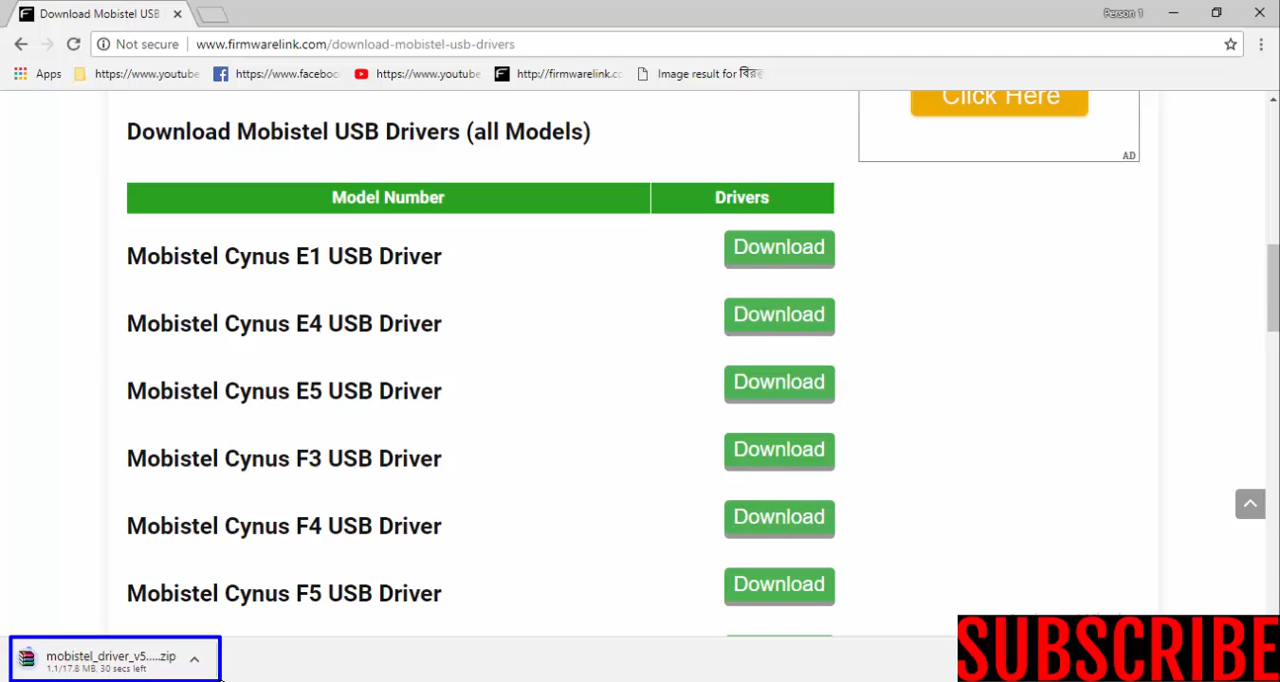 Download Mobistel USB
Person 1
Not secure
www.firmwarelink.com/download-mobistel-usb-drivers
Apps
https://www.youtube
https://www.faceboo
https://www.youtube
http://firmwarelink.co
Image result for বির
Click Here
AD
Download Mobistel USB Drivers (all Models)
Model Number
Drivers
Mobistel Cynus E1 USB Driver
Download
Mobistel Cynus E4 USB Driver
Download
Mobistel Cynus E5 USB Driver
Download
Mobistel Cynus F3 USB Driver
Download
Mobistel Cynus F4 USB Driver
Download
Mobistel Cynus F5 USB Driver
Download
mobistel_driver_v5.....zip
1.1/17.8 MB, 30 secs left
SUBSCRIBE